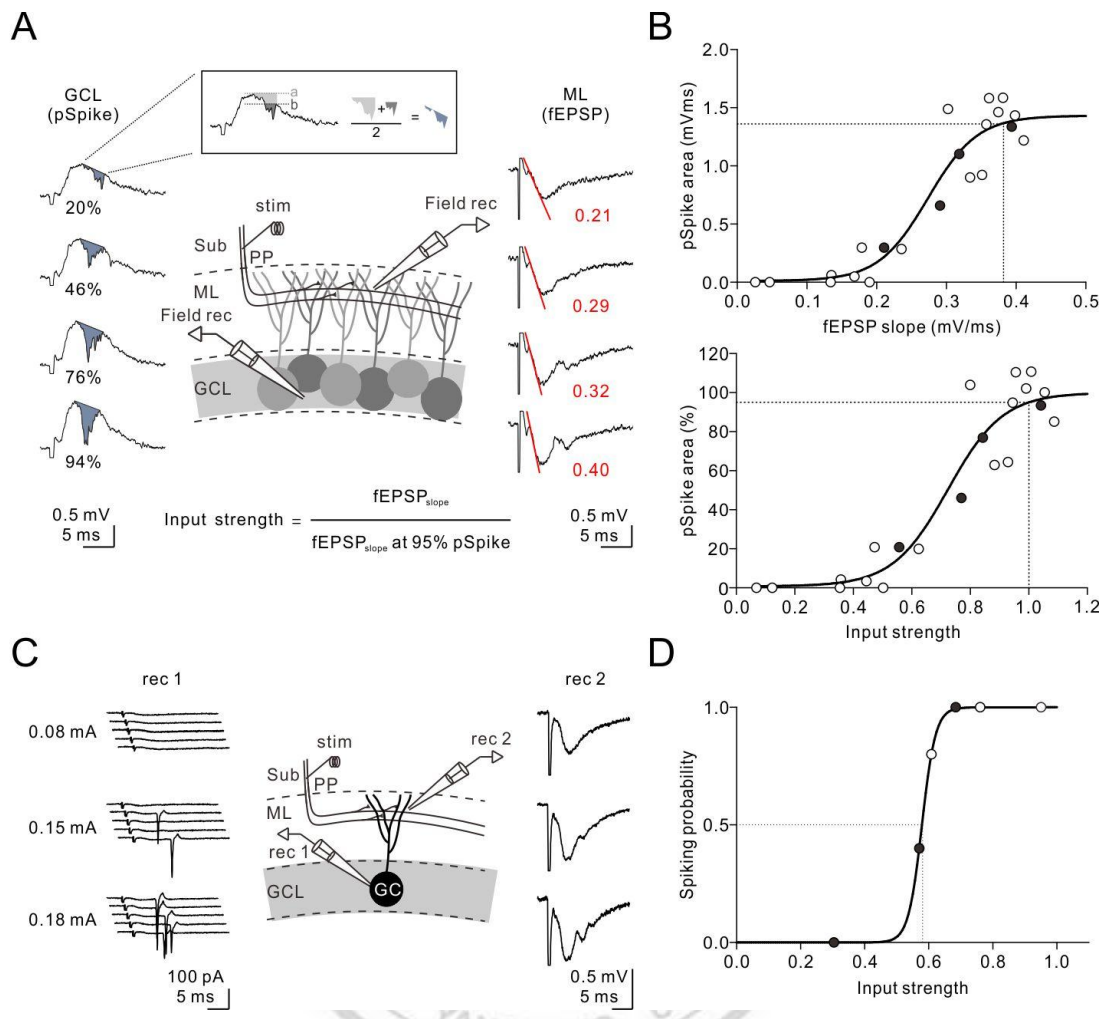 A
GCL
(pSpike)
a
b
+
=
2
ML
(fEPSP)
20%
46%
76%
94%
0.5 mV
5 ms
stim
Sub
PP
ML
Field rec
Field rec
GCL
0.21
0.29
0.32
0.40
0.5 mV
5 ms
Input strength = fEPSPslope
fEPSPslope at 95% pSpike
B
pSpike area (mV/ms)
2.0
1.5
1.0
0.5
0.0
0.0 0.1 0.2 0.3 0.4 0.5
fEPSP slope (mV/ms)
pSpike area (%)
120
100
80
60
40
20
0
0.0 0.2 0.4 0.6 0.8 1.0 1.2
Input strength
C
rec 1
0.08 mA
0.15 mA
0.18 mA
100 pA
5 ms
stim
Sub
PP
ML
rec 2
rec 1
GCL
GC
rec 2
0.5 mV
5 ms
D
Spiking probability
1.0
0.5
0.0
0.0 0.2 0.4 0.6 0.8 1.0
Input strength